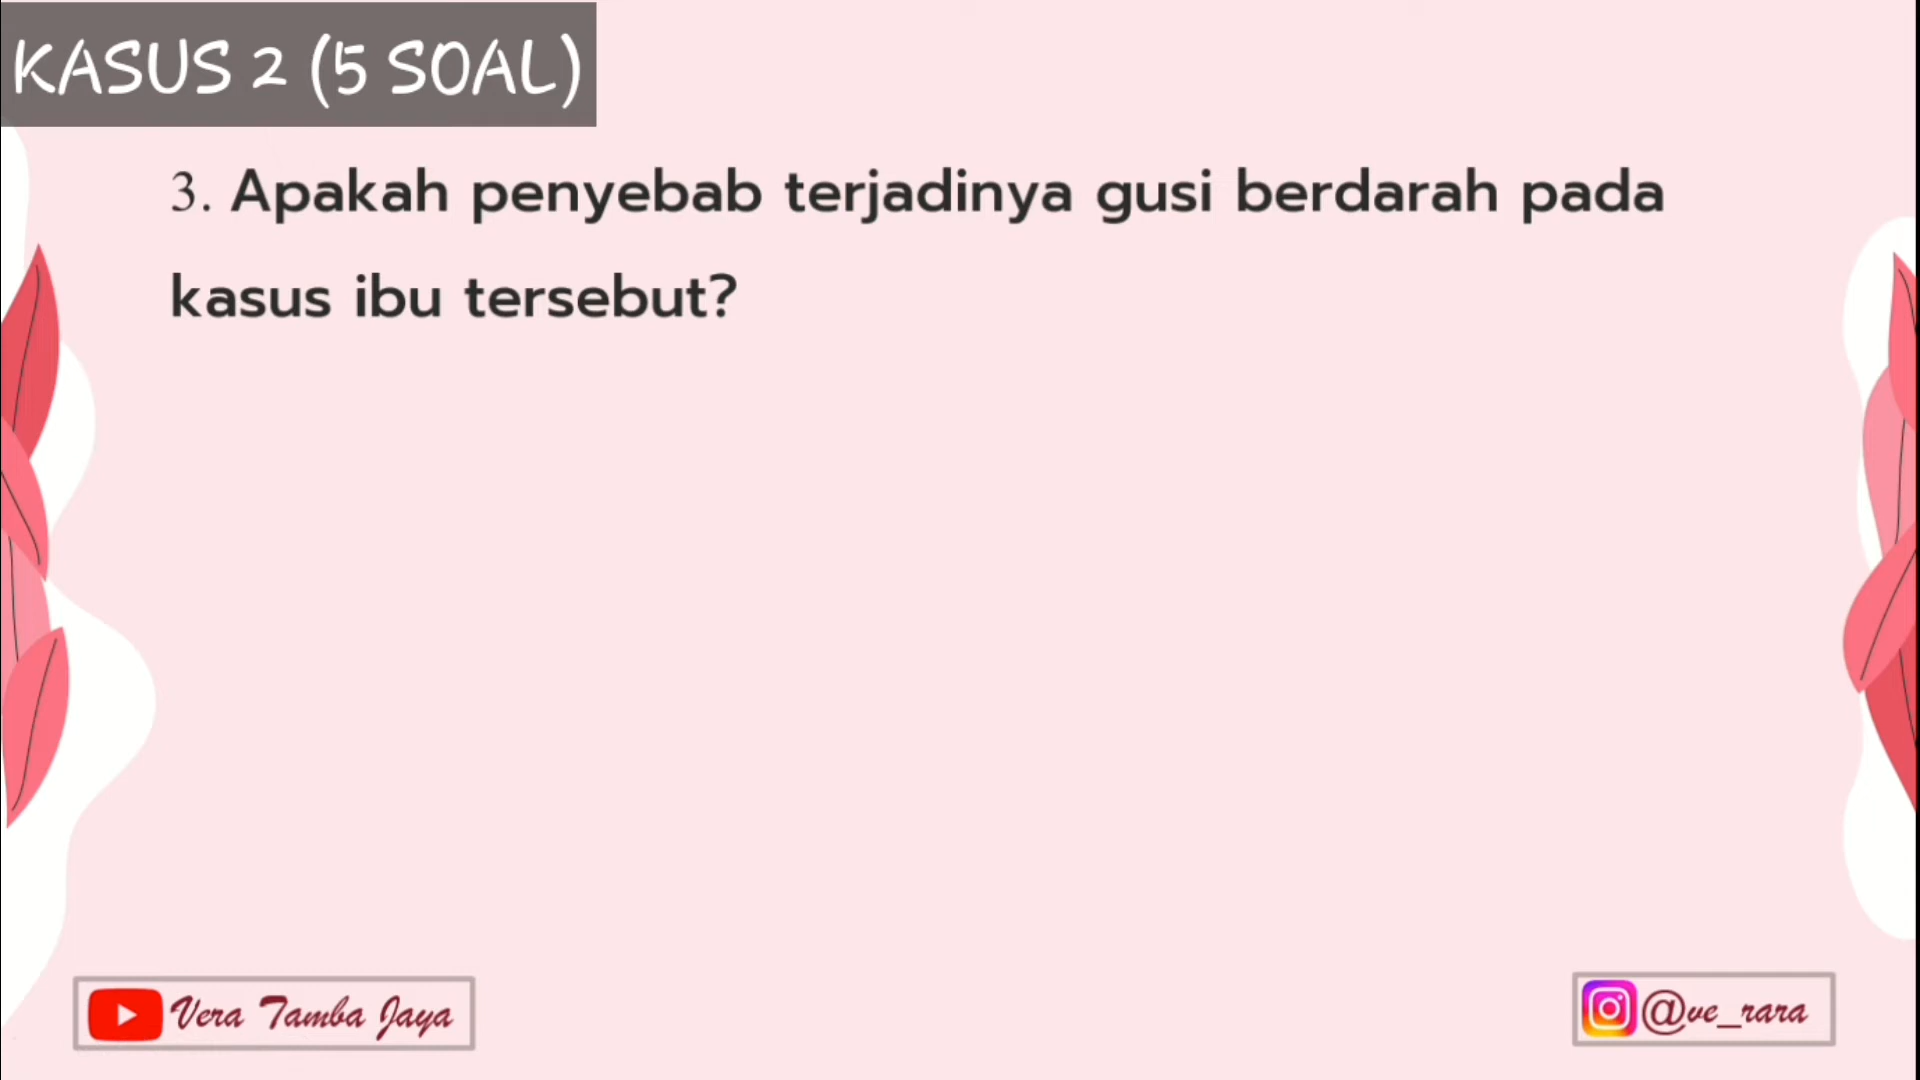 KASUS 2 (5 SOAL)
3. Apakah penyebab terjadinya gusi berdarah pada
kasus ibu tersebut?
Vera Tamba Jaya
@ve_rara